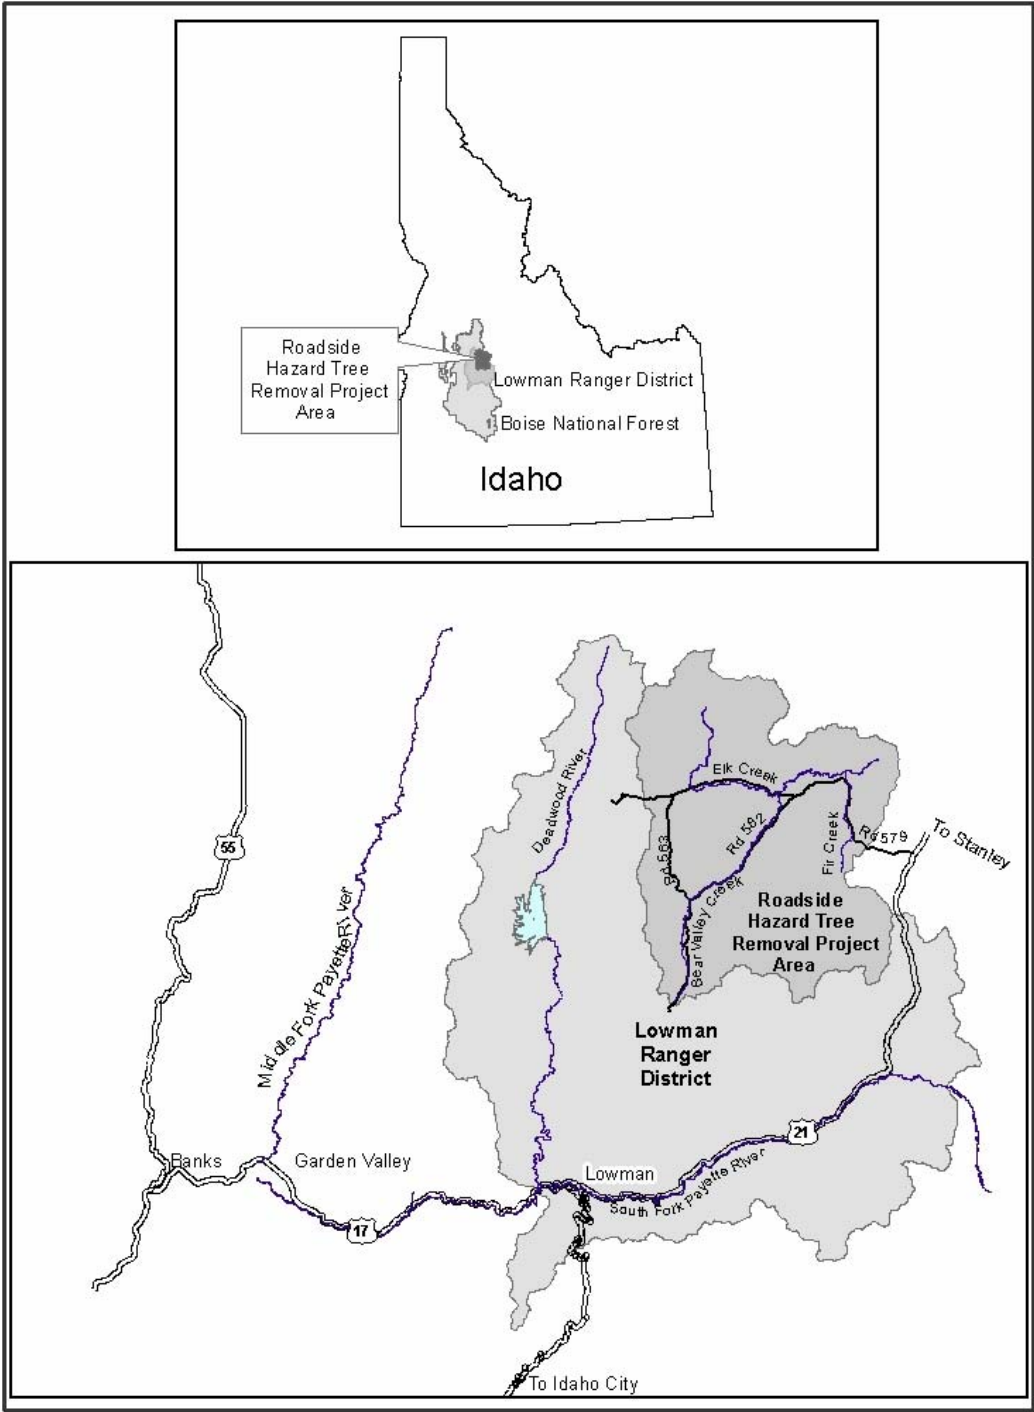 Roadside
Hazard Tree
Removal Project
Area
Lowman Ranger District
Boise National Forest
Idaho
55
Middle Fork Payette River
Deadwood River
Elk Creek
Rd 582
Rd 563
Bear Valley Creek
Fir Creek
Rd 579
To Stanley
Roadside
Hazard Tree
Removal Project
Area
Lowman
Ranger
District
21
Banks
Garden Valley
Lowman
South Fork Payette River
17
To Idaho City